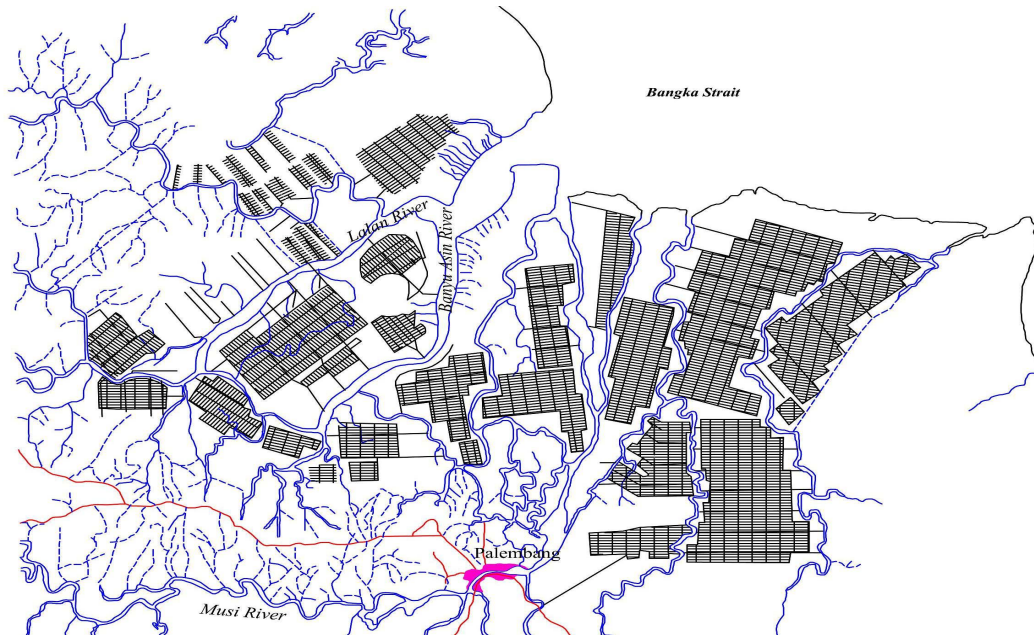 Bangka Strait
Lalan River
Banyu Asin River
Palembang
Musi River